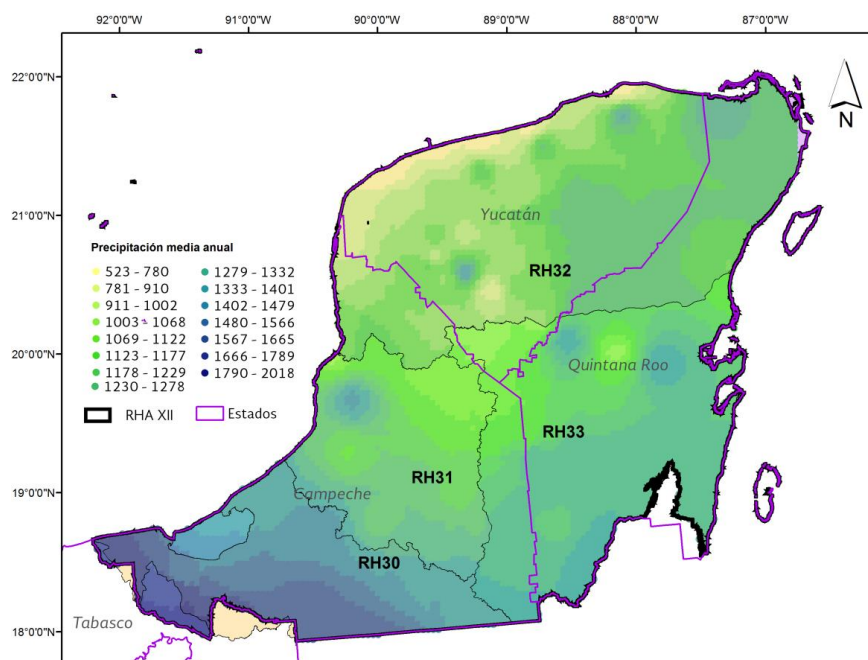 92°0'0"W 91°0'0"W 90°0'0"W 89°0'0"W 88°0'0"W 87°0'0"W
22°0'0"N
N
21°0'0"N
Yucatán
Precipitación media anual
523 - 780
781 - 910
911 - 1002
1003 - 1068
1069 - 1122
1123 - 1177
1178 - 1229
1230 - 1278
1279 - 1332
1333 - 1401
1402 - 1479
1480 - 1566
1567 - 1665
1666 - 1789
1790 - 2018
RHA XII
Estados
RH32
20°0'0"N
Quintana Roo
RH33
RH31
19°0'0"N
Campeche
RH30
Tabasco
18°0'0"N